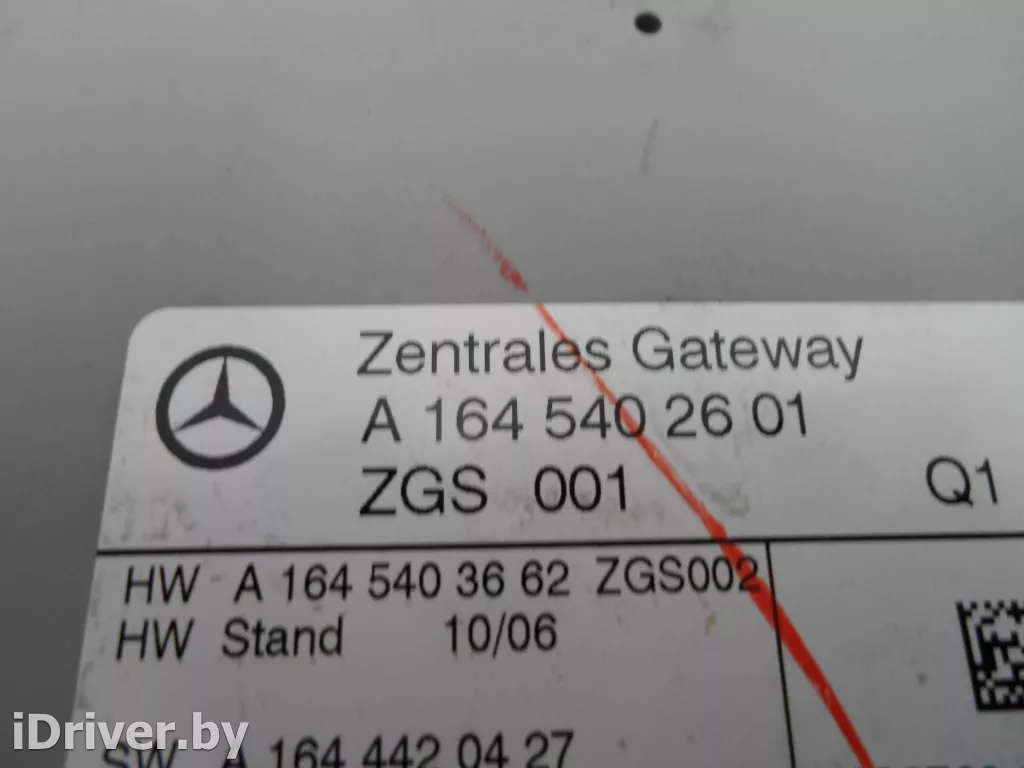 Zentrales Gateway
A 164 540 26 01
ZGS 001 Q1
HW A 164 540 36 62 ZGS002
HW Stand 10/06
SW A 164 442 04 27
iDriver.by